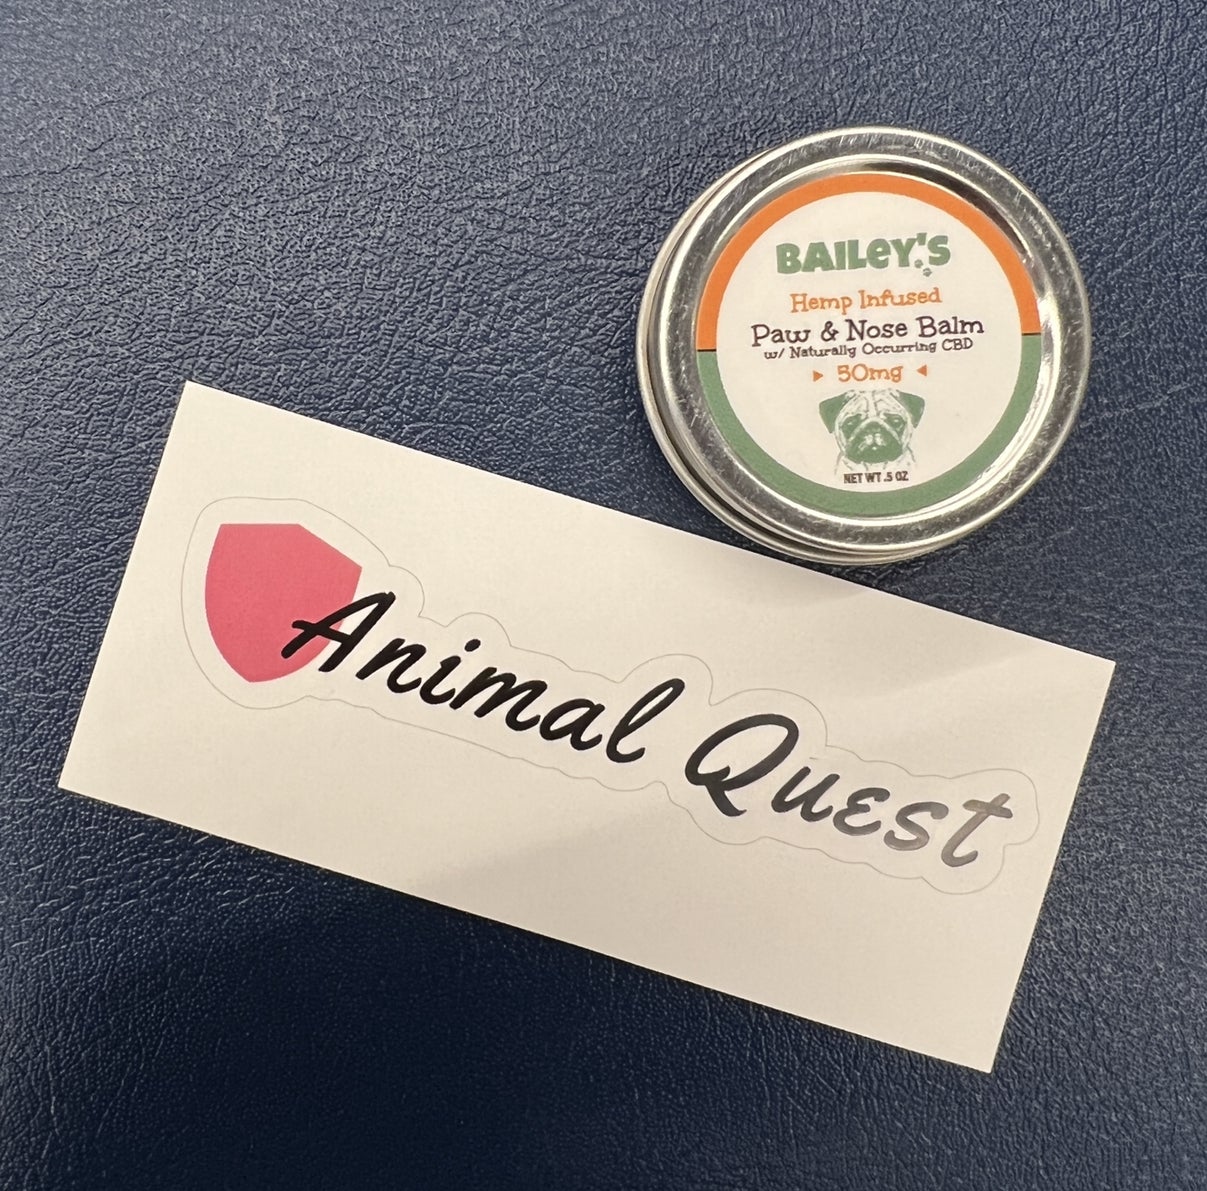 BAILEY'S
Hemp Infused
Paw & Nose Balm
w/ Naturally Occurring CBD
50mg
NET WT .5 OZ
Animal Quest